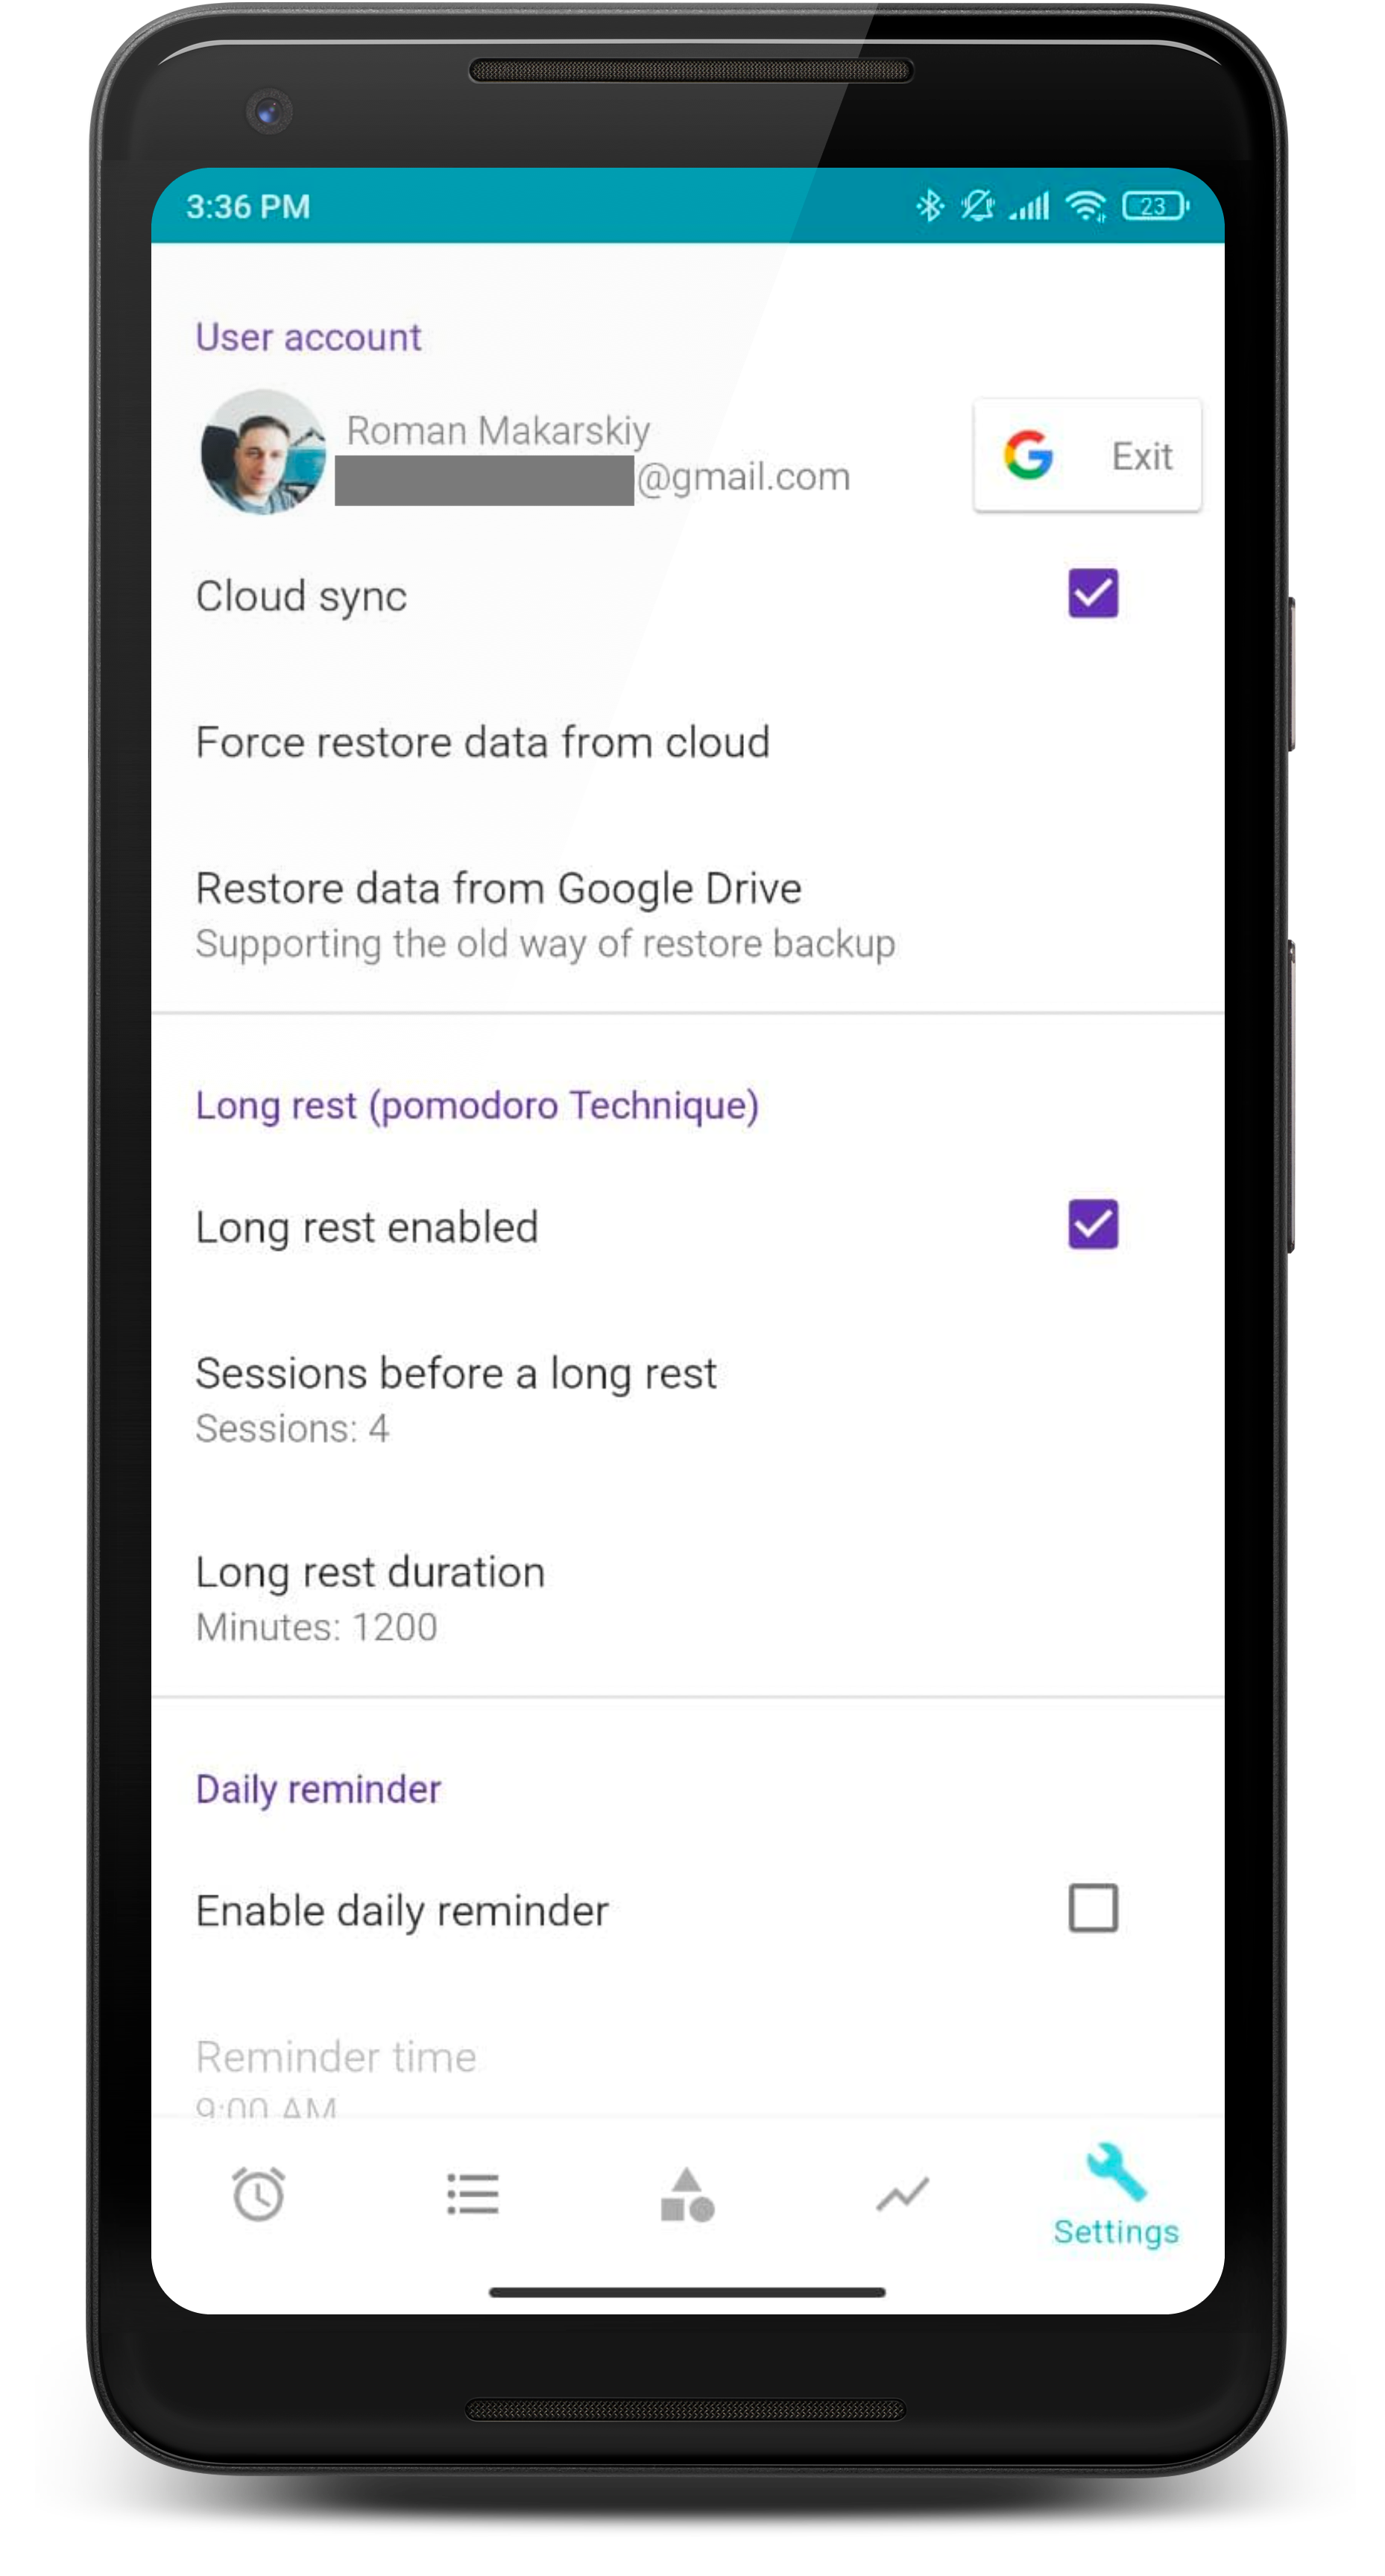 3:36 PM
23
User account
Roman Makarskiy
@gmail.com
Exit
Cloud sync
Force restore data from cloud
Restore data from Google Drive
Supporting the old way of restore backup
Long rest (pomodoro Technique)
Long rest enabled
Sessions before a long rest
Sessions: 4
Long rest duration
Minutes: 1200
Daily reminder
Enable daily reminder
Reminder time
9:00 AM
Settings